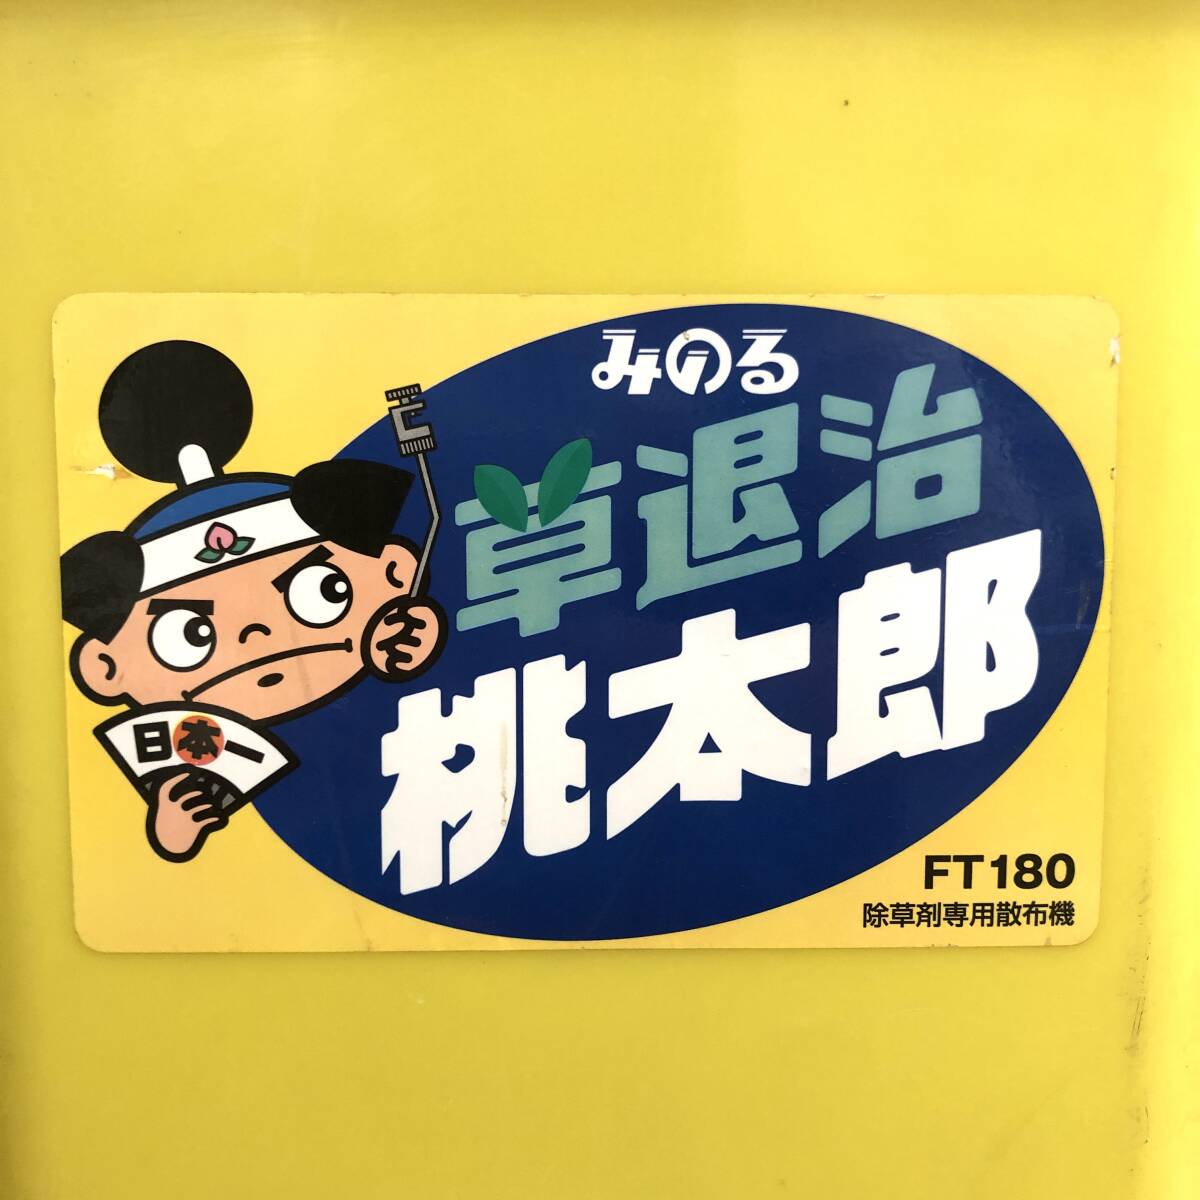 みのる
草退治
桃太郎
日本一
FT180
除草剤専用散布機